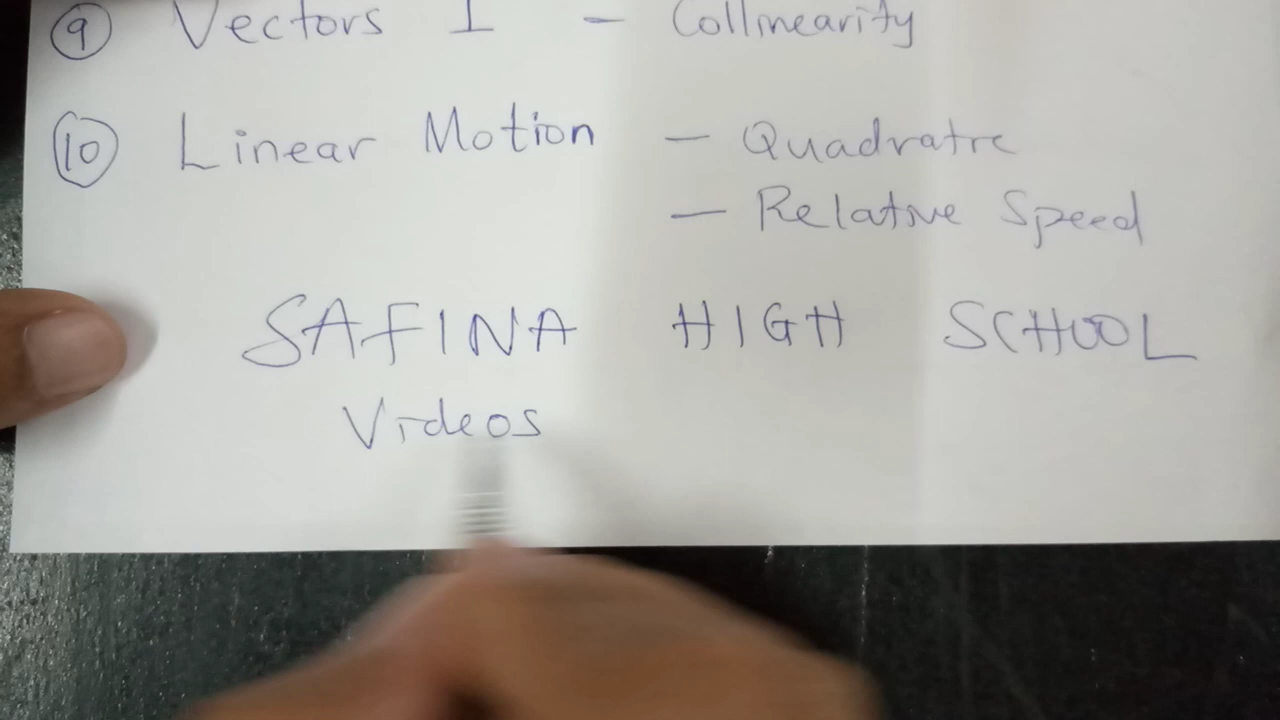 9 Vectors I - Collinearity
10 Linear Motion - Quadratic
- Relative Speed
SAFINA HIGH SCHOOL
Videos